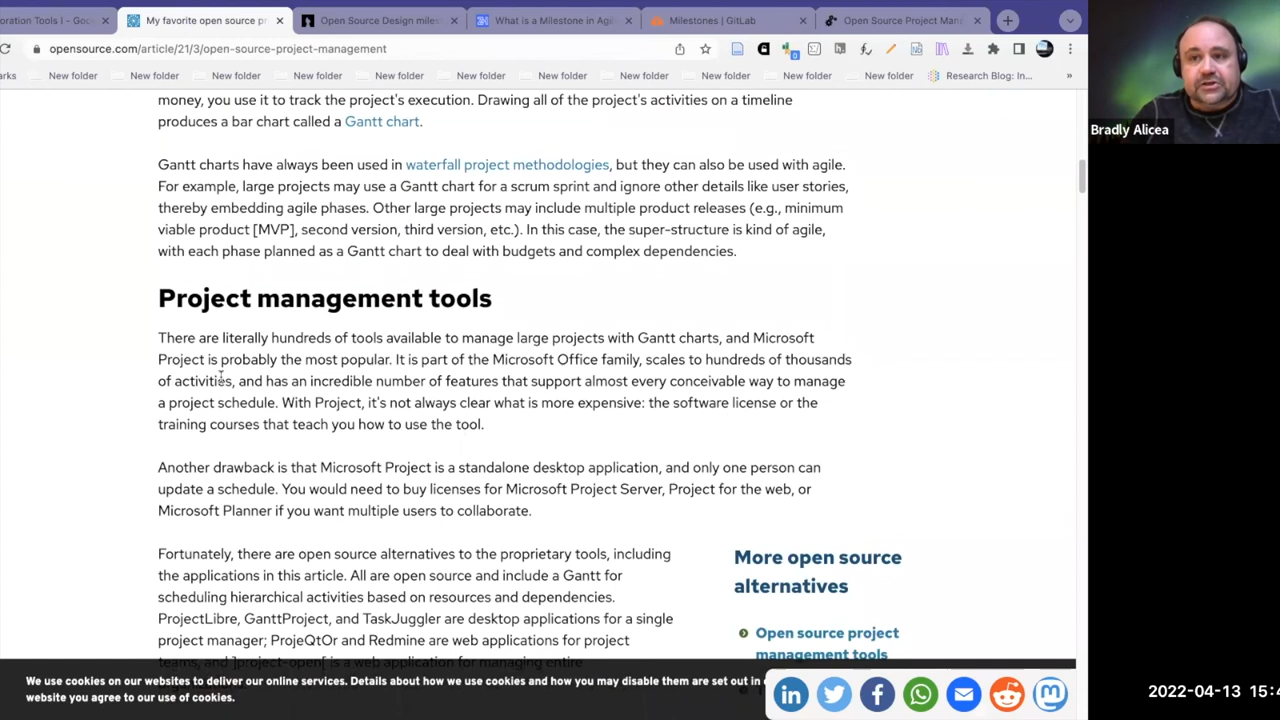 oration Tools I - Goo
My favorite open source pr
Open Source Design miles
What is a Milestone in Agi
Milestones | GitLab
Open Source Project Man
opensource.com/article/21/3/open-source-project-management
arks
New folder
New folder
New folder
New folder
New folder
New folder
New folder
New folder
New folder
New folder
New folder
Research Blog: In...
»
money, you use it to track the project's execution. Drawing all of the project's activities on a timeline
produces a bar chart called a Gantt chart.
Gantt charts have always been used in waterfall project methodologies, but they can also be used with agile.
For example, large projects may use a Gantt chart for a scrum sprint and ignore other details like user stories,
thereby embedding agile phases. Other large projects may include multiple product releases (e.g., minimum
viable product [MVP], second version, third version, etc.). In this case, the super-structure is kind of agile,
with each phase planned as a Gantt chart to deal with budgets and complex dependencies.
Project management tools
There are literally hundreds of tools available to manage large projects with Gantt charts, and Microsoft
Project is probably the most popular. It is part of the Microsoft Office family, scales to hundreds of thousands
of activities, and has an incredible number of features that support almost every conceivable way to manage
a project schedule. With Project, it's not always clear what is more expensive: the software license or the
training courses that teach you how to use the tool.
Another drawback is that Microsoft Project is a standalone desktop application, and only one person can
update a schedule. You would need to buy licenses for Microsoft Project Server, Project for the web, or
Microsoft Planner if you want multiple users to collaborate.
Fortunately, there are open source alternatives to the proprietary tools, including
the applications in this article. All are open source and include a Gantt for
scheduling hierarchical activities based on resources and dependencies.
ProjectLibre, GanttProject, and TaskJuggler are desktop applications for a single
project manager; ProjeQtOr and Redmine are web applications for project
teams, and ]project-open[ is a web application for managing entire
More open source
alternatives
Open source project
management tools
We use cookies on our websites to deliver our online services. Details about how we use cookies and how you may disable them are set out in
website you agree to our use of cookies.
Bradly Alicea
2022-04-13 15:4